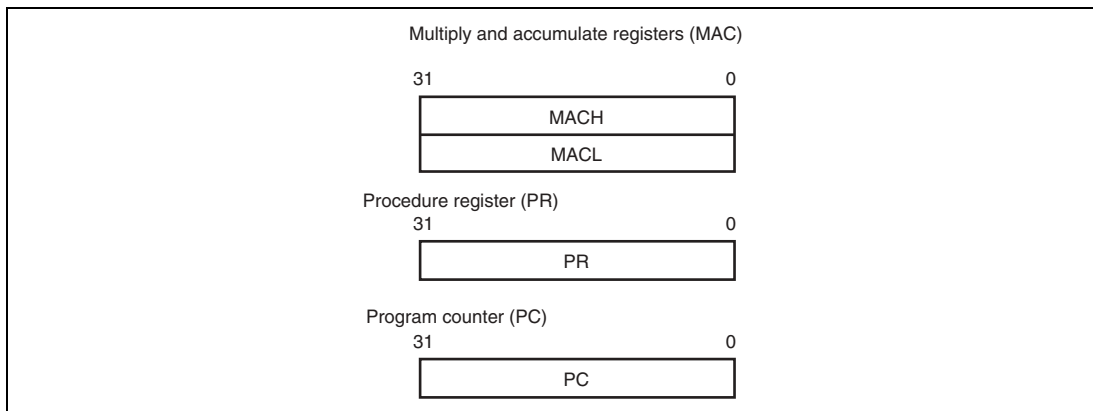 Multiply and accumulate registers (MAC)
31 0
MACH
MACL
Procedure register (PR)
31 0
PR
Program counter (PC)
31 0
PC